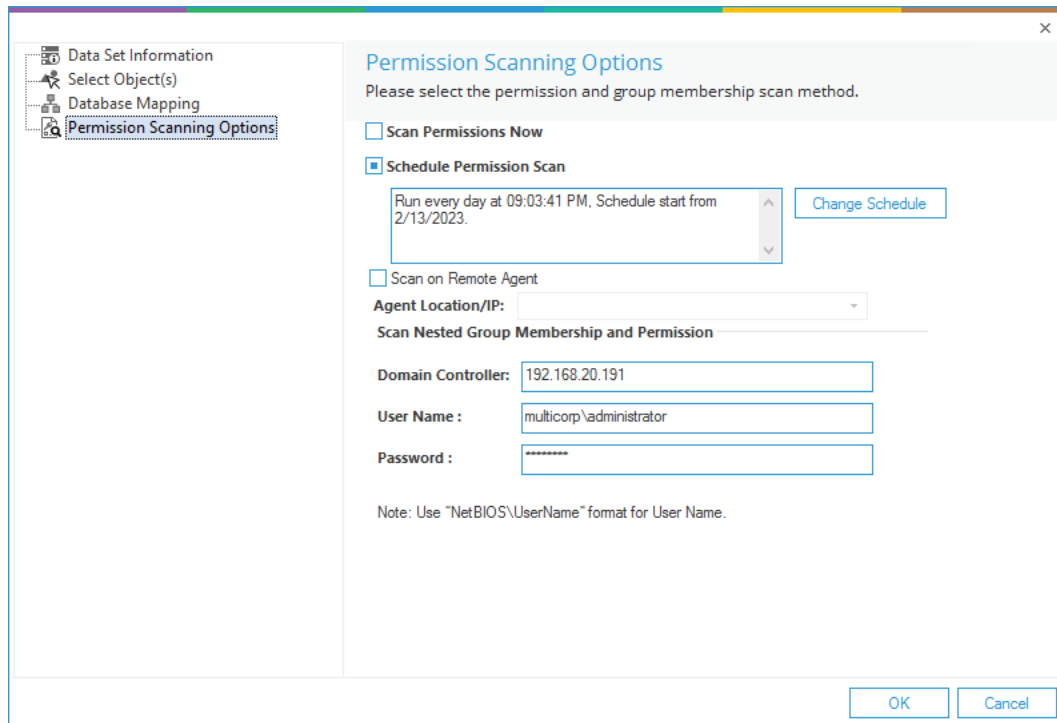 Data Set Information
Select Object(s)
Database Mapping
Permission Scanning Options
Permission Scanning Options
Please select the permission and group membership scan method.
Scan Permissions Now
Schedule Permission Scan
Run every day at 09:03:41 PM, Schedule start from
2/13/2023.
Change Schedule
Scan on Remote Agent
Agent Location/IP:
Scan Nested Group Membership and Permission
Domain Controller: 192.168.20.191
User Name : multicorp\administrator
Password : ********
Note: Use "NetBIOS\UserName" format for User Name.
OK Cancel